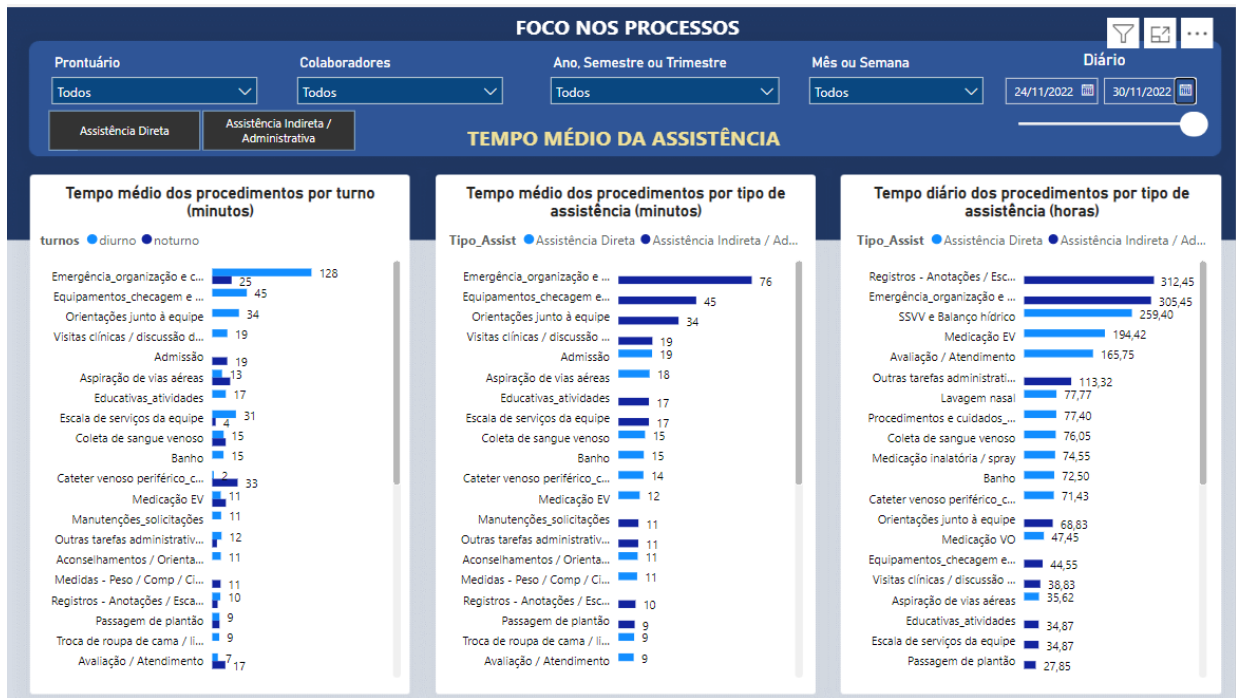 FOCO NOS PROCESSOS
Prontuário
Colaboradores
Ano, Semestre ou Trimestre
Mês ou Semana
Diário
Todos
Todos
Todos
Todos
24/11/2022
30/11/2022
Assistência Direta
Assistência Indireta /
Administrativa
TEMPO MÉDIO DA ASSISTÊNCIA
Tempo médio dos procedimentos por turno
(minutos)
turnos diurno noturno
Emergência_organização e c... 128 25
Equipamentos_checagem e ... 45
Orientações junto à equipe 34
Visitas clínicas / discussão d... 19
Admissão 19
Aspiração de vias aéreas 13
Educativas_atividades 17
Escala de serviços da equipe 31 4
Coleta de sangue venoso 15
Banho 15
Cateter venoso periférico_c... 2 33
Medicação EV 11
Manutenções_solicitações 11
Outras tarefas administrativ... 12
Aconselhamentos / Orienta... 11
Medidas - Peso / Comp / Ci... 11
Registros - Anotações / Esca... 10
Passagem de plantão 9
Troca de roupa de cama / li... 9
Avaliação / Atendimento 7 17
Tempo médio dos procedimentos por tipo de
assistência (minutos)
Tipo_Assist Assistência Direta Assistência Indireta / Ad...
Emergência_organização e ... 76
Equipamentos_checagem e... 45
Orientações junto à equipe 34
Visitas clínicas / discussão ... 19
Admissão 19
Aspiração de vias aéreas 18
Educativas_atividades 17
Escala de serviços da equipe 17
Coleta de sangue venoso 15
Banho 15
Cateter venoso periférico_c... 14
Medicação EV 12
Manutenções_solicitações 11
Outras tarefas administrativ... 11
Aconselhamentos / Orienta... 11
Medidas - Peso / Comp / Ci... 11
Registros - Anotações / Esc... 10
Passagem de plantão 9
Troca de roupa de cama / li... 9
Avaliação / Atendimento 9
Tempo diário dos procedimentos por tipo de
assistência (horas)
Tipo_Assist Assistência Direta Assistência Indireta / Ad...
Registros - Anotações / Esc... 312,45
Emergência_organização e ... 305,45
SSVV e Balanço hídrico 259,40
Medicação EV 194,42
Avaliação / Atendimento 165,75
Outras tarefas administrati... 113,32
Lavagem nasal 77,77
Procedimentos e cuidados_... 77,40
Coleta de sangue venoso 76,05
Medicação inalatória / spray 74,55
Banho 72,50
Cateter venoso periférico_c... 71,43
Orientações junto à equipe 68,83
Medicação VO 47,45
Equipamentos_checagem e... 44,55
Visitas clínicas / discussão ... 38,83
Aspiração de vias aéreas 35,62
Educativas_atividades 34,87
Escala de serviços da equipe 34,87
Passagem de plantão 27,85